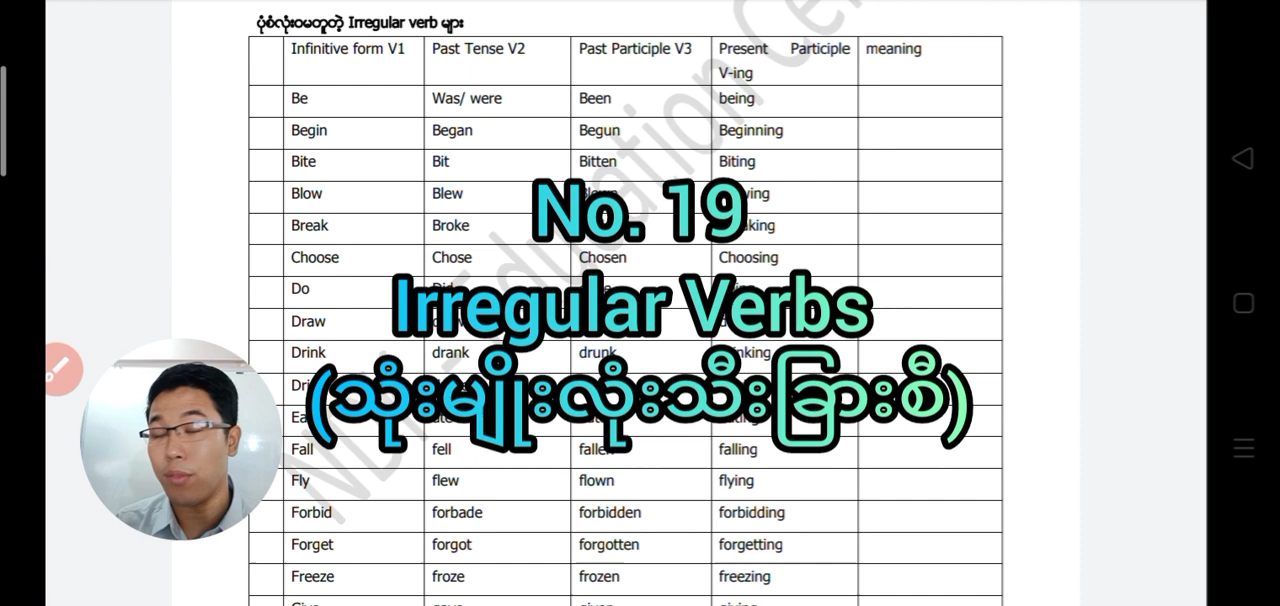 ပုံစံလုံးဝမတူတဲ့ Irregular verb များ
Infinitive form V1 Past Tense V2 Past Participle V3 Present Participle V-ing meaning
Be Was/ were Been being
Begin Began Begun Beginning
Bite Bit Bitten Biting
Blow Blew
No. 19
Break Broke
Choose Chose Chosen Choosing
Do
Irregular Verbs
Draw
Drink drank drunk
(သုံးမျိုးလုံးသီးခြားစီ)
Fall fell fallen falling
Fly flew flown flying
Forbid forbade forbidden forbidding
Forget forgot forgotten forgetting
Freeze froze frozen freezing
Education